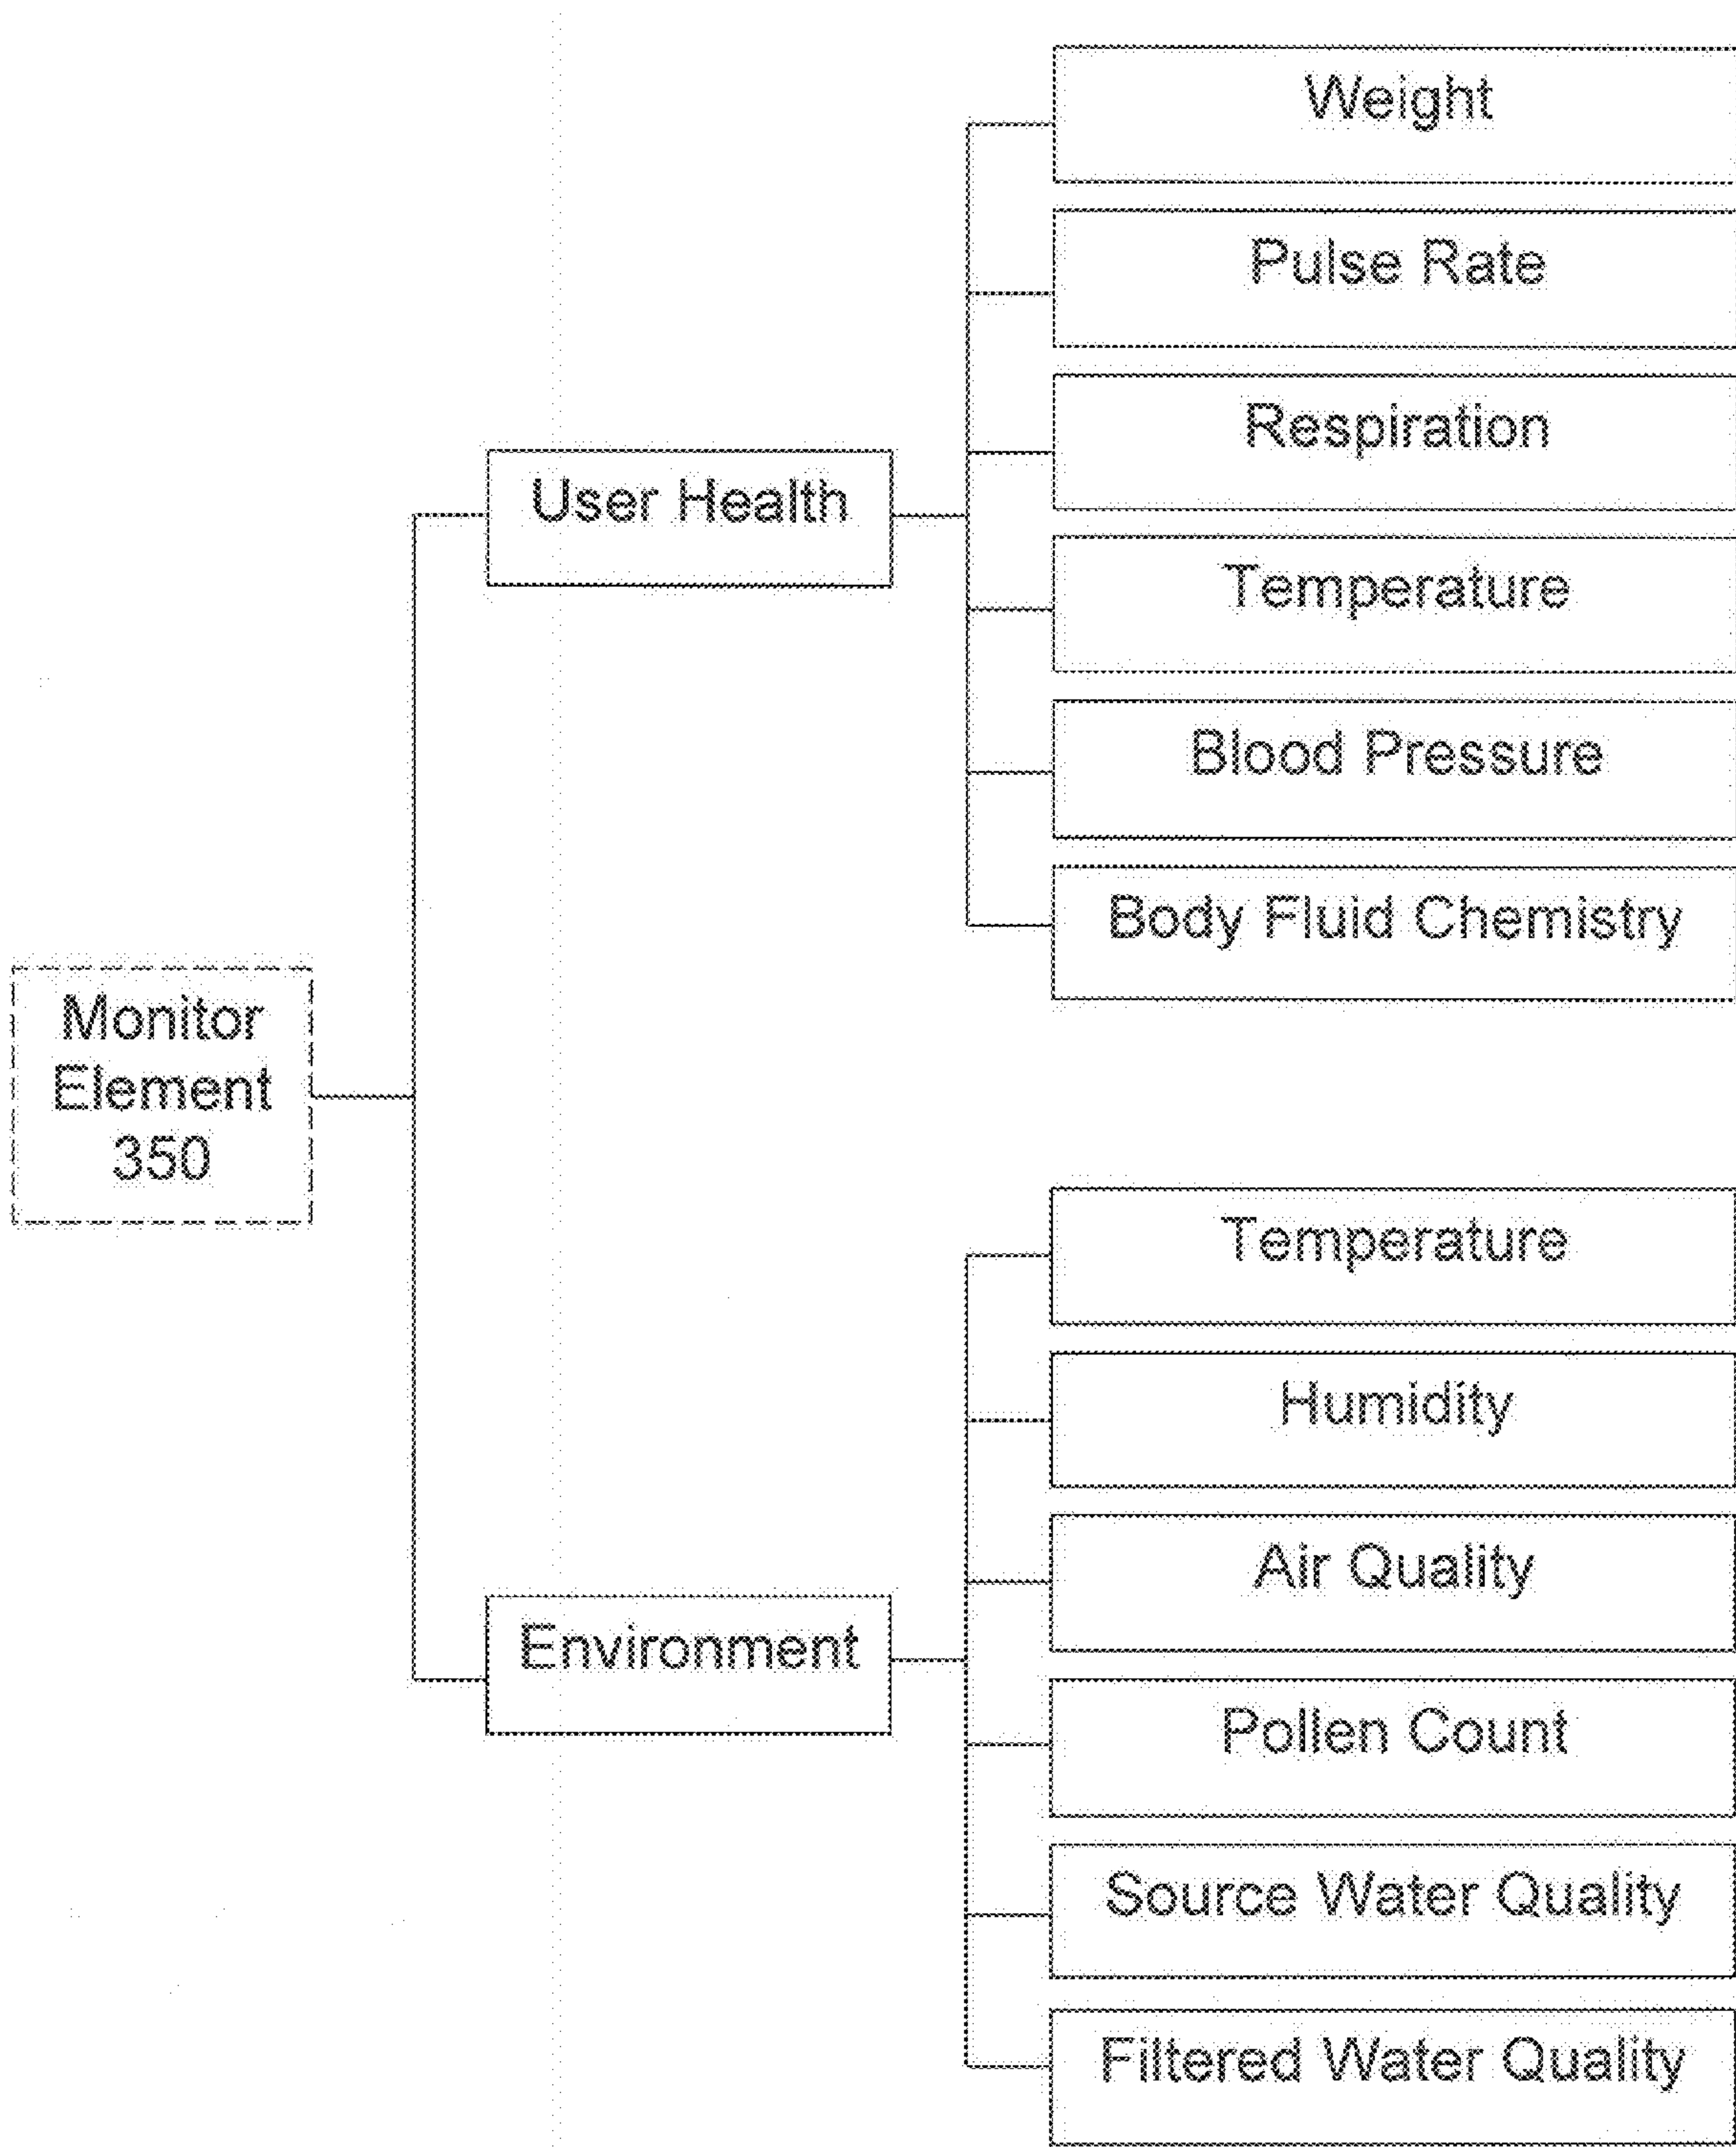 Weight
Pulse Rate
Respiration
User Health
Temperature
Blood Pressure
Body Fluid Chemistry
Monitor
Element
350
Temperature
Humidity
Air Quality
Environment
Pollen Count
Source Water Quality
Filtered Water Quality